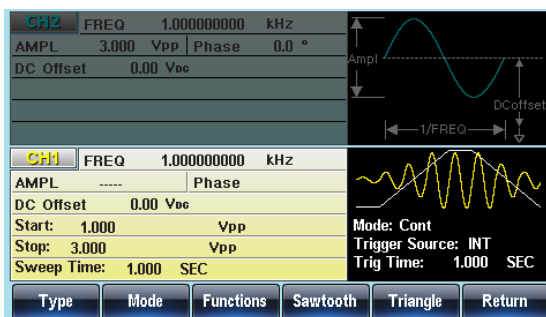 CH2 FREQ 1.000000000 kHz
AMPL 3.000 Vpp Phase 0.0 °
DC Offset 0.00 VDC
Ampl
DCoffset
1/FREQ
CH1 FREQ 1.000000000 kHz
AMPL ----- Phase
DC Offset 0.00 VDC
Start: 1.000 Vpp
Stop: 3.000 Vpp
Sweep Time: 1.000 SEC
Mode: Cont
Trigger Source: INT
Trig Time: 1.000 SEC
Type Mode Functions Sawtooth Triangle Return